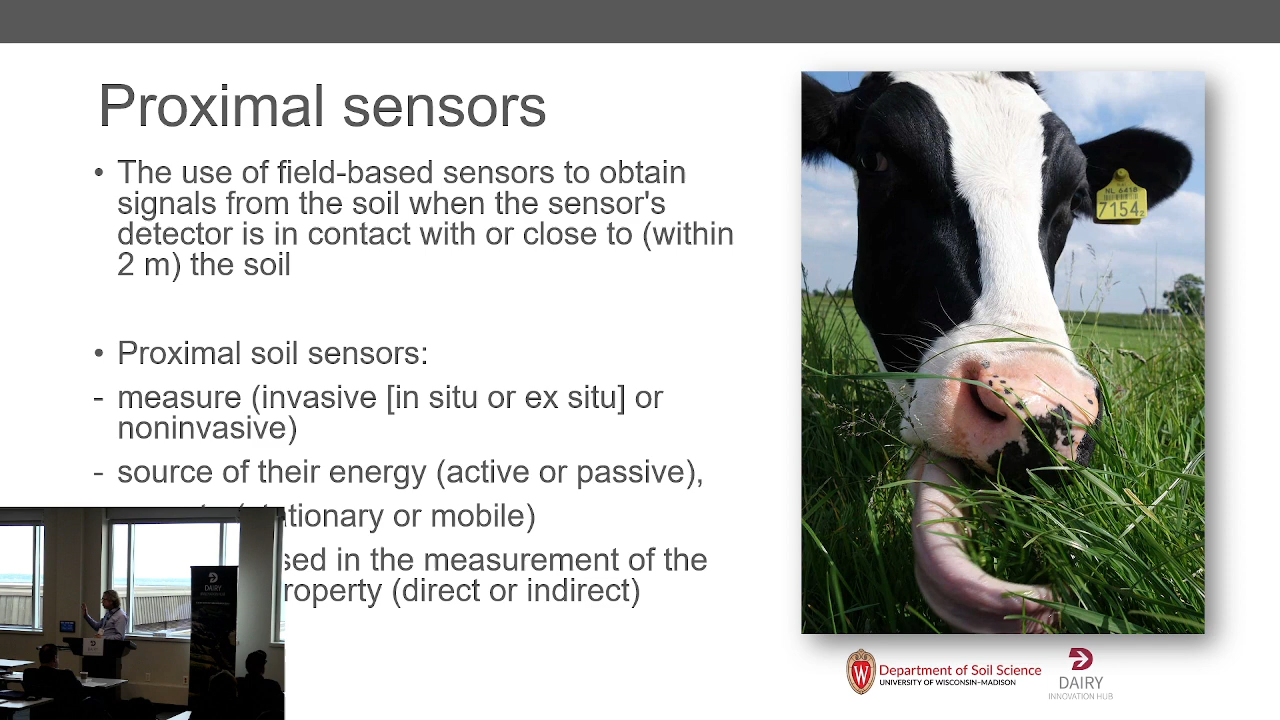 Proximal sensors
• The use of field-based sensors to obtain
signals from the soil when the sensor's
detector is in contact with or close to (within
2 m) the soil
• Proximal soil sensors:
- measure (invasive [in situ or ex situ] or
noninvasive)
- source of their energy (active or passive),
(stationary or mobile)
sed in the measurement of the
roperty (direct or indirect)
NL 6418
7154 2
DAIRY
W Department of Soil Science
UNIVERSITY OF WISCONSIN-MADISON
DAIRY
INNOVATION HUB